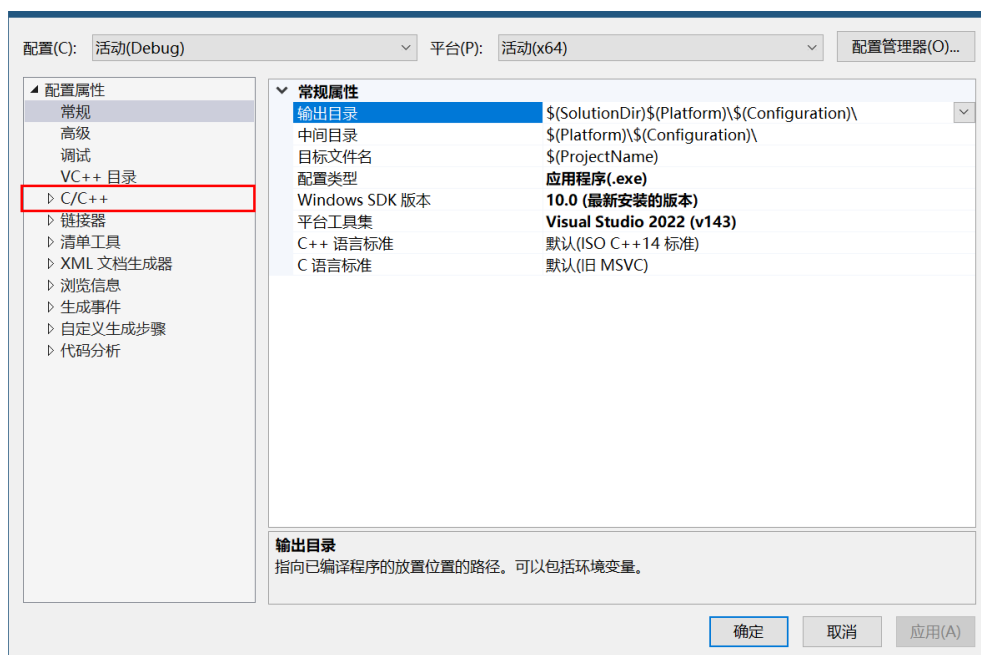 配置(C): 活动(Debug) 平台(P): 活动(x64) 配置管理器(O)...
配置属性
常规
高级
调试
VC++ 目录
C/C++
链接器
清单工具
XML 文档生成器
浏览信息
生成事件
自定义生成步骤
代码分析
常规属性
输出目录 $(SolutionDir)$(Platform)\$(Configuration)\
中间目录 $(Platform)\$(Configuration)\
目标文件名 $(ProjectName)
配置类型 应用程序(.exe)
Windows SDK 版本 10.0 (最新安装的版本)
平台工具集 Visual Studio 2022 (v143)
C++ 语言标准 默认(ISO C++14 标准)
C 语言标准 默认(旧 MSVC)
输出目录
指向已编译程序的放置位置的路径。可以包括环境变量。
确定 取消 应用(A)